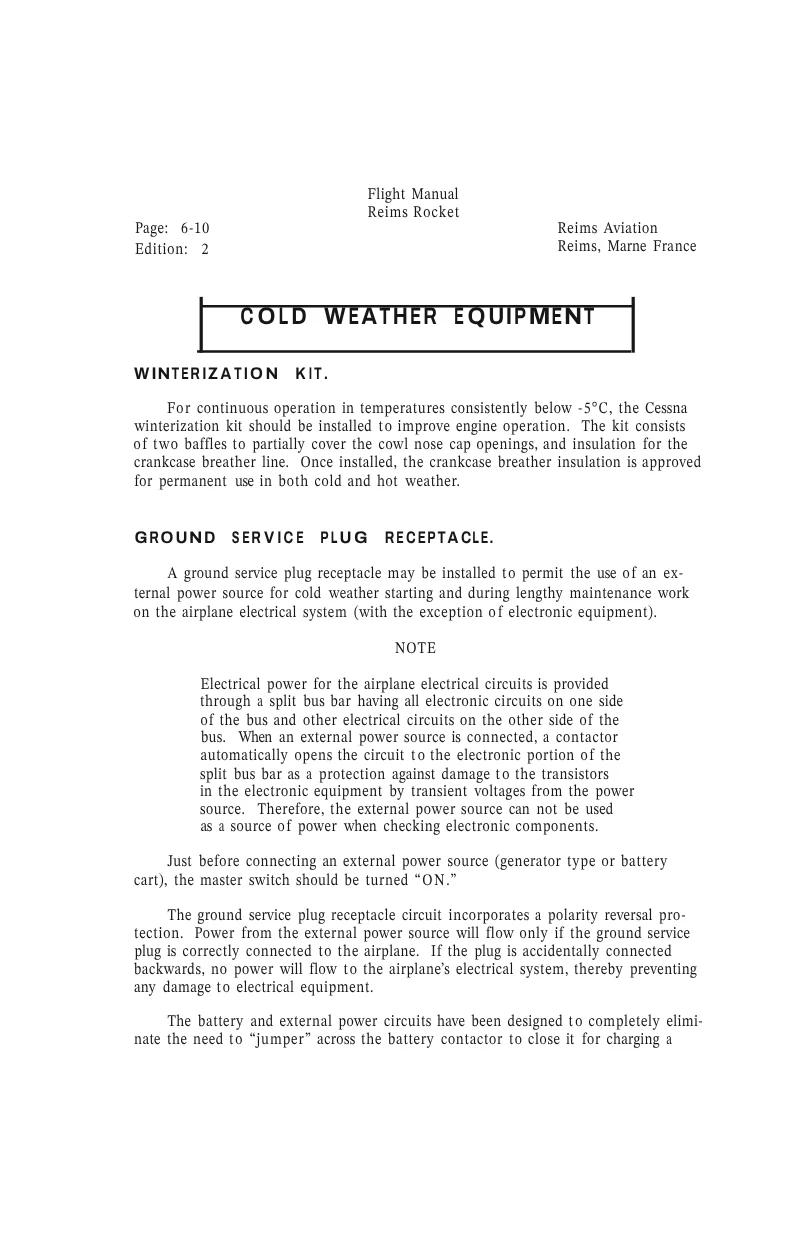 Flight Manual
Reims Rocket
Page: 6-10
Edition: 2
Reims Aviation
Reims, Marne France
COLD WEATHER EQUIPMENT
WINTERIZATION KIT.
For continuous operation in temperatures consistently below -5°C, the Cessna
winterization kit should be installed to improve engine operation. The kit consists
of two baffles to partially cover the cowl nose cap openings, and insulation for the
crankcase breather line. Once installed, the crankcase breather insulation is approved
for permanent use in both cold and hot weather.
GROUND SERVICE PLUG RECEPTACLE.
A ground service plug receptacle may be installed to permit the use of an ex-
ternal power source for cold weather starting and during lengthy maintenance work
on the airplane electrical system (with the exception of electronic equipment).
NOTE
Electrical power for the airplane electrical circuits is provided
through a split bus bar having all electronic circuits on one side
of the bus and other electrical circuits on the other side of the
bus. When an external power source is connected, a contactor
automatically opens the circuit to the electronic portion of the
split bus bar as a protection against damage to the transistors
in the electronic equipment by transient voltages from the power
source. Therefore, the external power source can not be used
as a source of power when checking electronic components.
Just before connecting an external power source (generator type or battery
cart), the master switch should be turned “ON.”
The ground service plug receptacle circuit incorporates a polarity reversal pro-
tection. Power from the external power source will flow only if the ground service
plug is correctly connected to the airplane. If the plug is accidentally connected
backwards, no power will flow to the airplane’s electrical system, thereby preventing
any damage to electrical equipment.
The battery and external power circuits have been designed to completely elimi-
nate the need to “jumper” across the battery contactor to close it for charging a